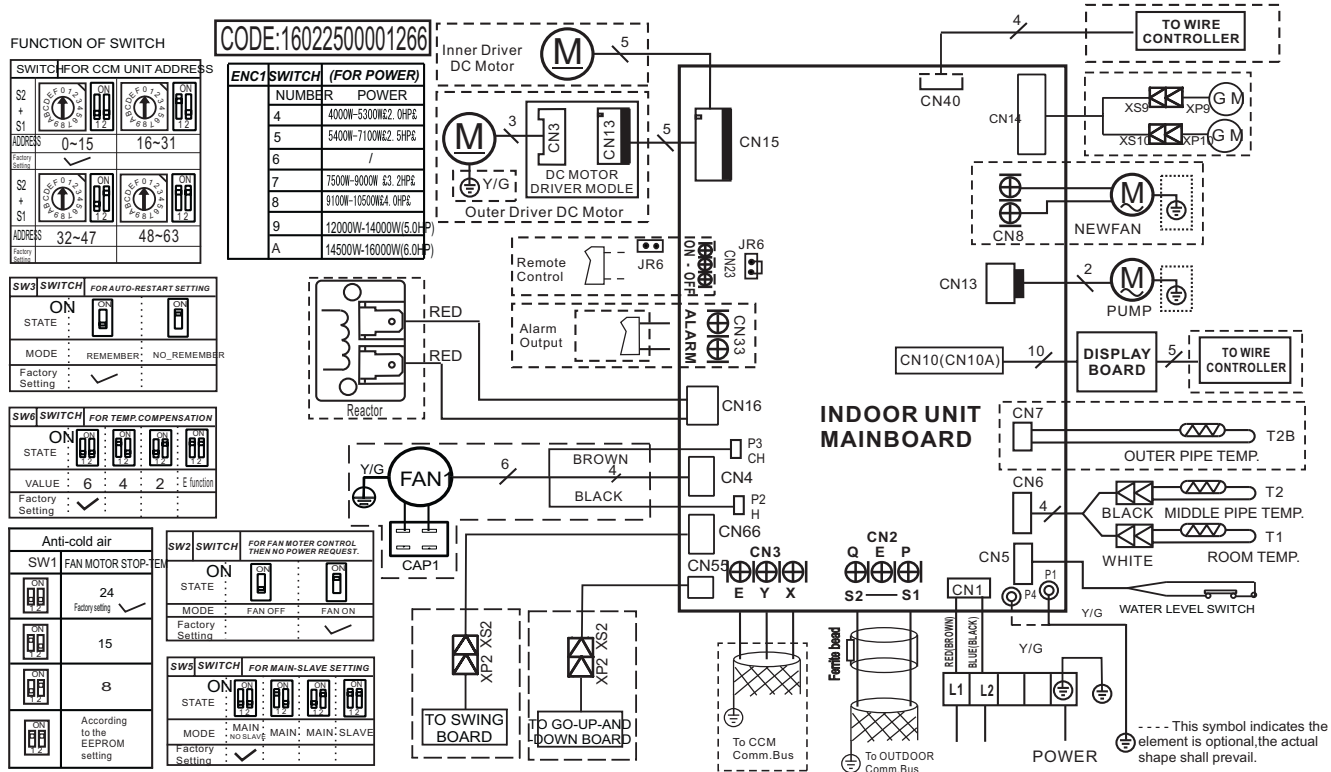 CODE:16022500001266
FUNCTION OF SWITCH
SWITCH FOR CCM UNIT ADDRESS
S2
+
S1
ADDRESS 0~15 16~31
Factory
Setting
S2
+
S1
ADDRESS 32~47 48~63
Factory
Setting
ENC1 SWITCH (FOR POWER)
NUMBER POWER
4 4000W-5300W&2. 0HP£
5 5400W-7100W&2. 5HP£
6 /
7 7500W-9000W £3. 2HP£
8 9100W-10500W£4. 0HP£
9 12000W-14000W(5.0HP)
A 14500W-16000W(6.0HP)
SW3 SWITCH FOR AUTO-RESTART SETTING
ON
STATE
MODE REMEMBER NO_REMEMBER
Factory
Setting
SW6 SWITCH FOR TEMP.COMPENSATION
ON
STATE
VALUE 6 4 2 E function
Factory
Setting
Anti-cold air
SW1 FAN MOTOR STOP-TEM
24
Factory setting
15
8
According
to the
EEPROM
setting
SW2 SWITCH FOR FAN MOTER CONTROL
THEN NO POWER REQUEST.
ON
STATE
MODE FAN OFF FAN ON
Factory
Setting
SW5 SWITCH FOR MAIN-SLAVE SETTING
ON
STATE
MODE MAIN NO SLAVE MAIN MAIN SLAVE
Factory
Setting
Inner Driver
DC Motor
M
5
M
3
CN3
CN13
5
DC MOTOR
DRIVER MODLE
Y/G
Outer Driver DC Motor
CN15
Remote
Control
JR6
ON - OFF
CN23
JR6
Alarm
Output
ALARM
CN33
RED
RED
Reactor
CN16
Y/G
FAN1
6
BROWN
4
BLACK
CAP1
P3
CH
CN4
P2
H
CN66
CN55
XP2 XS2
TO SWING
BOARD
XP2 XS2
TO GO-UP-AND
-DOWN BOARD
INDOOR UNIT
MAINBOARD
CN3
E Y X
To CCM
Comm.Bus
CN2
Q E P
S2 S1
Ferrite bead
To OUTDOOR
Comm.Bus
CN1
RED(BROWN)
BLUE(BLACK)
L1 L2
POWER
P4
P1
Y/G
Y/G
4
TO WIRE
CONTROLLER
CN40
CN14
XS9 XP9 GM
XS10 XP10 GM
CN8
M
NEWFAN
CN13
2
M
PUMP
CN10(CN10A)
10
DISPLAY
BOARD
5
TO WIRE
CONTROLLER
CN7
T2B
OUTER PIPE TEMP.
CN6
4
T2
BLACK MIDDLE PIPE TEMP.
T1
WHITE ROOM TEMP.
CN5
WATER LEVEL SWITCH
- - - - This symbol indicates the
element is optional,the actual
shape shall prevail.